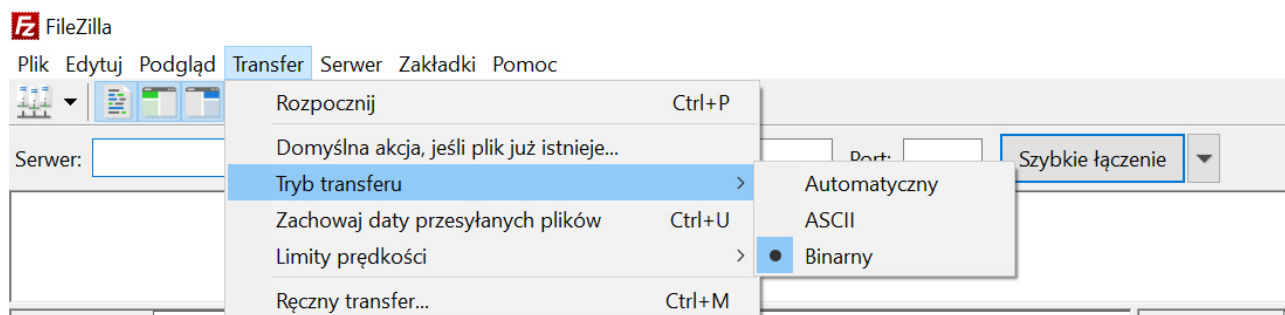 FileZilla
Plik Edytuj Podgląd Transfer Serwer Zakładki Pomoc
Rozpocznij Ctrl+P
Domyślna akcja, jeśli plik już istnieje...
Serwer: Port: Szybkie łączenie
Tryb transferu Automatyczny
Zachowaj daty przesyłanych plików Ctrl+U ASCII
Limity prędkości Binarny
Ręczny transfer... Ctrl+M